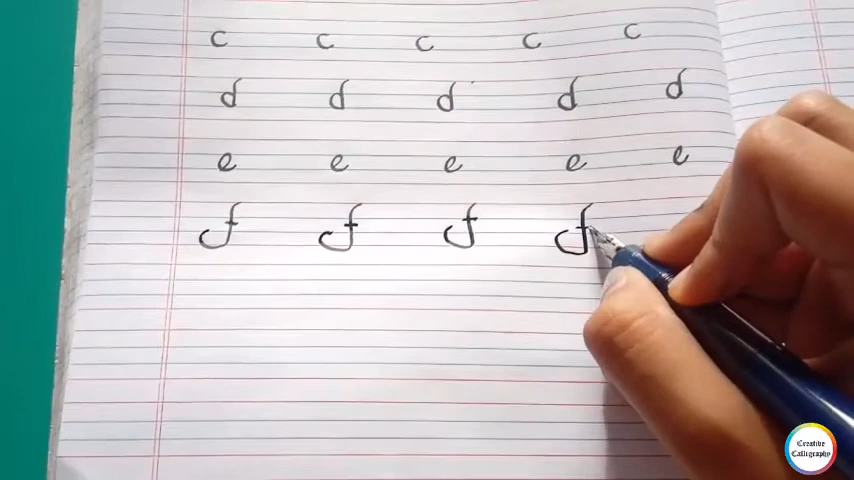 c c c c c
d d d d d
e e e e e
f f f f
Creative
Calligraphy